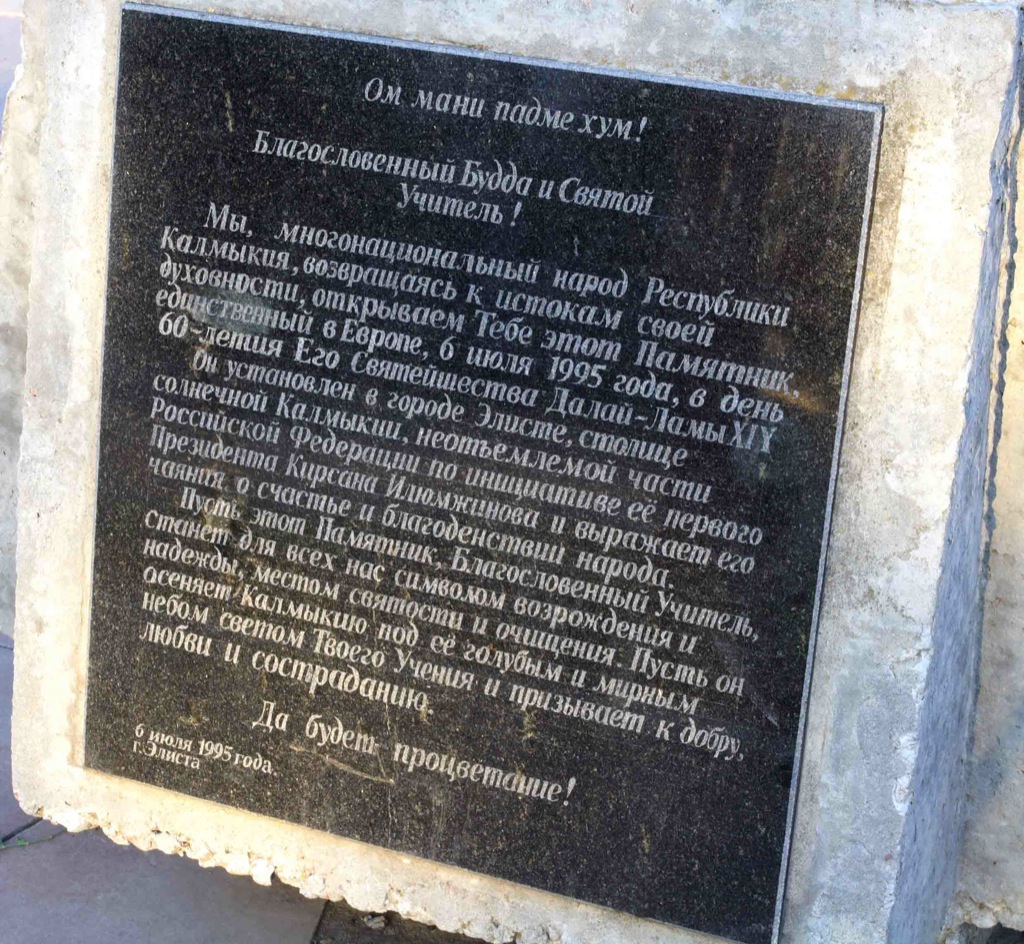 Ом мани падме хум!
Благословенный Будда и Святой
Учитель!
Мы, многонациональный народ Республики
Калмыкия, возвращаясь к истокам своей
духовности, открываем Тебе этот Памятник,
единственный в Европе, 6 июля 1995 года, в день
60-летия Его Святейшества Далай-Ламы XIY
Он установлен в городе Элисте, столице
солнечной Калмыкии, неотъемлемой части
Российской Федерации по инициативе её первого
Президента Кирсана Илюмжинова и выражает его
чаяния о счастье и благоденствии народа.
Пусть этот Памятник, Благословенный Учитель,
станет для всех нас символом возрождения и
надежды, местом святости и очищения. Пусть он
осеняет Калмыкию под её голубым и мирным
небом светом Твоего Учения и призывает к добру,
любви и состраданию.
Да будет процветание!
6 июля 1995 года.
г. Элиста